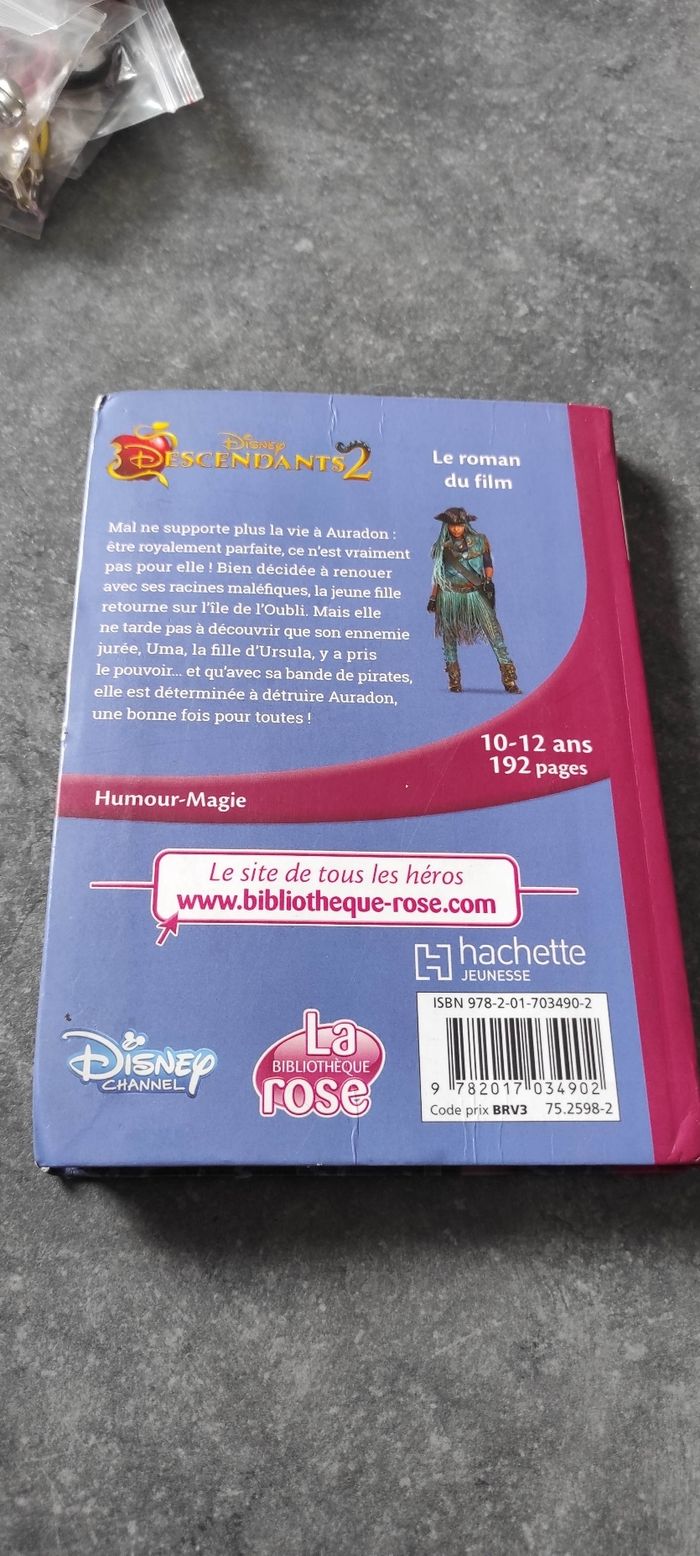 DISNEY
DESCENDANTS 2
Le roman
du film
Mal ne supporte plus la vie à Auradon :
être royalement parfaite, ce n'est vraiment
pas pour elle ! Bien décidée à renouer
avec ses racines maléfiques, la jeune fille
retourne sur l'île de l'Oubli. Mais elle
ne tarde pas à découvrir que son ennemie
jurée, Uma, la fille d'Ursula, y a pris
le pouvoir... et qu'avec sa bande de pirates,
elle est déterminée à détruire Auradon,
une bonne fois pour toutes !
10-12 ans
192 pages
Humour-Magie
Le site de tous les héros
www.bibliotheque-rose.com
hachette
JEUNESSE
ISBN 978-2-01-703490-2
9 782017 034902
Code prix BRV3 75.2598-2
DISNEY
CHANNEL
La
BIBLIOTHÈQUE
rose